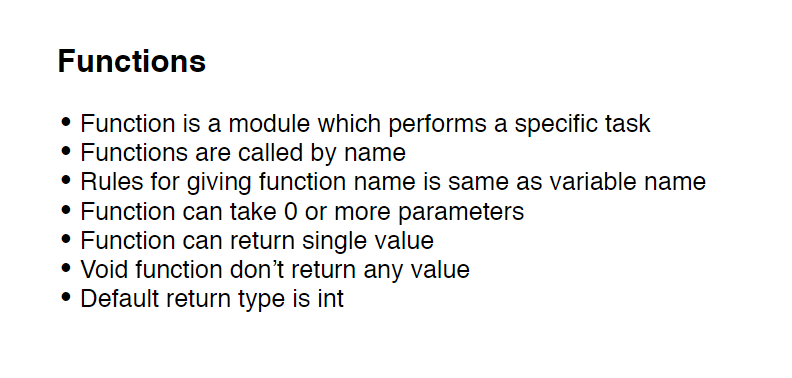 Functions
• Function is a module which performs a specific task
• Functions are called by name
• Rules for giving function name is same as variable name
• Function can take 0 or more parameters
• Function can return single value
• Void function don’t return any value
• Default return type is int